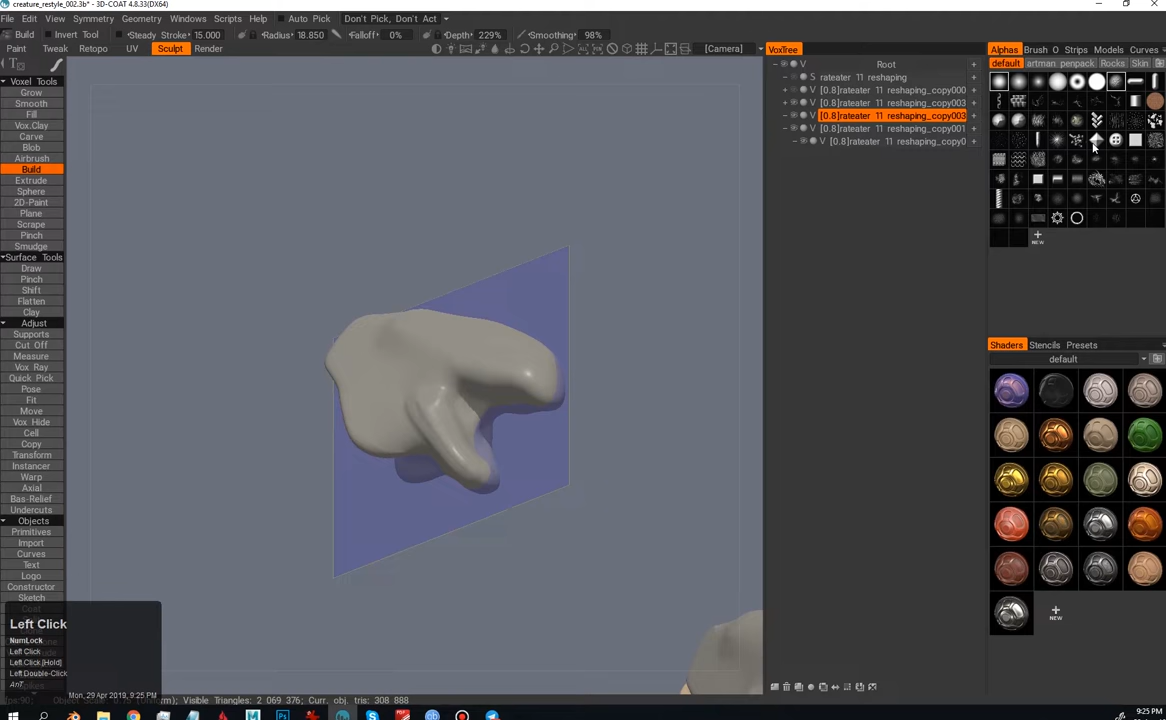 creature_restyle_002.3b* - 3D-COAT 4.8.33(DX64)
File Edit View Symmetry Geometry Windows Scripts Help Auto Pick Don't Pick, Don't Act
Build Invert Tool Steady Stroke 15.000 Radius 18.850 Falloff 0% Depth 229% Smoothing 98%
Paint Tweak Retopo UV Sculpt Render [Camera]
VoxTree
Root
S rateater 11 reshaping
V [0.8]rateater 11 reshaping_copy000
V [0.8]rateater 11 reshaping_copy003
V [0.8]rateater 11 reshaping_copy003
V [0.8]rateater 11 reshaping_copy001
V [0.8]rateater 11 reshaping_copy0
Alphas Brush O Strips Models Curves
default artman penpack Rocks Skin
NEW
Shaders Stencils Presets
default
NEW
Voxel Tools
Grow
Smooth
Fill
Vox.Clay
Carve
Blob
Airbrush
Build
Extrude
Sphere
2D-Paint
Plane
Scrape
Pinch
Smudge
Surface Tools
Draw
Pinch
Shift
Flatten
Clay
Adjust
Supports
Cut Off
Measure
Vox Ray
Quick Pick
Pose
Fit
Move
Vox Hide
Cell
Copy
Transform
Instancer
Warp
Axial
Bas-Relief
Undercuts
Objects
Primitives
Import
Curves
Text
Logo
Constructor
Sketch
Left Click
NumLock
Left Click
Left Click [Hold]
Left Double-Click
Mon, 29 Apr 2019, 9:25 PM
Visible Triangles: 2 069 376; Curr. obj. tris: 308 888
9:25 PM